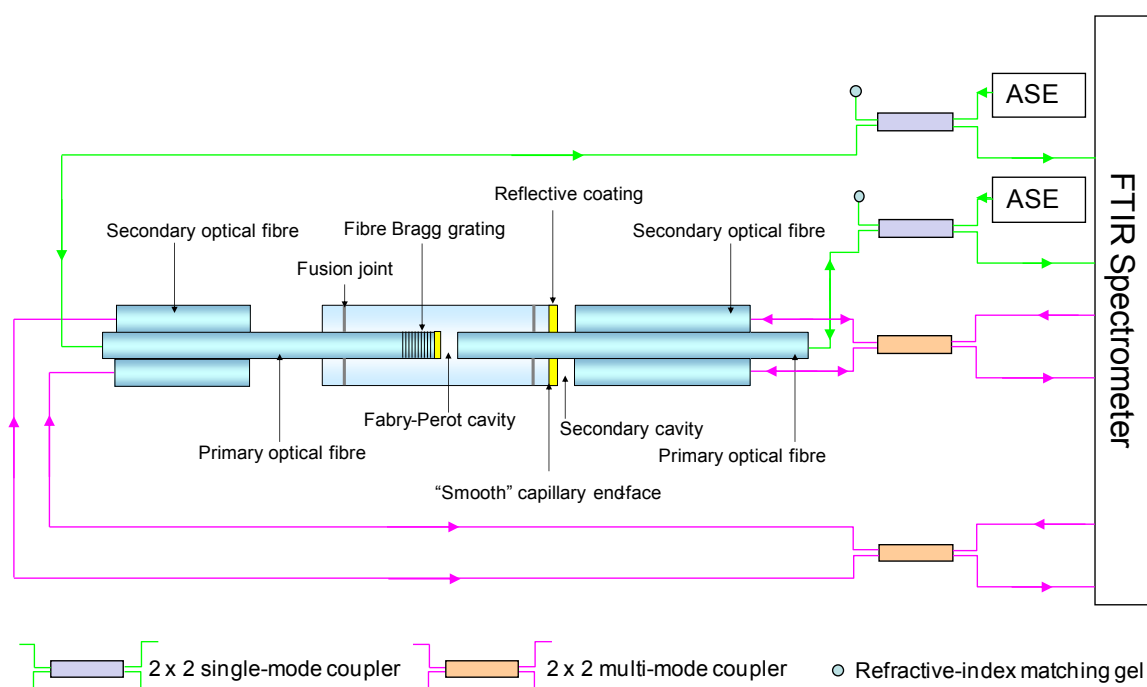 ASE
Reflective coating
ASE
Secondary optical fibre
Fibre Bragg grating
Secondary optical fibre
Fusion joint
FTIR Spectrometer
Fabry-Perot cavity
Secondary cavity
Primary optical fibre
Primary optical fibre
“Smooth” capillary endface
2 x 2 single-mode coupler
2 x 2 multi-mode coupler
Refractive-index matching gel